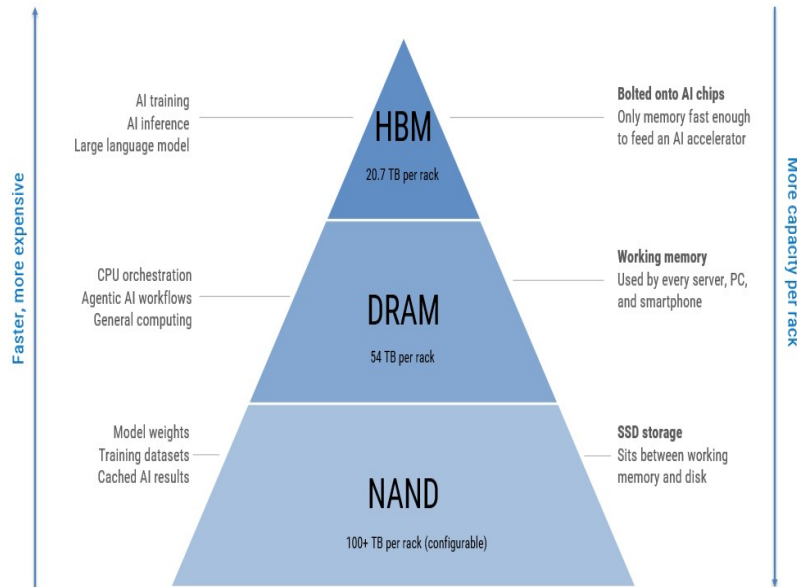 Faster, more expensive
More capacity per rack
AI training
AI inference
Large language model
HBM
20.7 TB per rack
Bolted onto AI chips
Only memory fast enough
to feed an AI accelerator
CPU orchestration
Agentic AI workflows
General computing
DRAM
54 TB per rack
Working memory
Used by every server, PC,
and smartphone
Model weights
Training datasets
Cached AI results
NAND
100+ TB per rack (configurable)
SSD storage
Sits between working
memory and disk